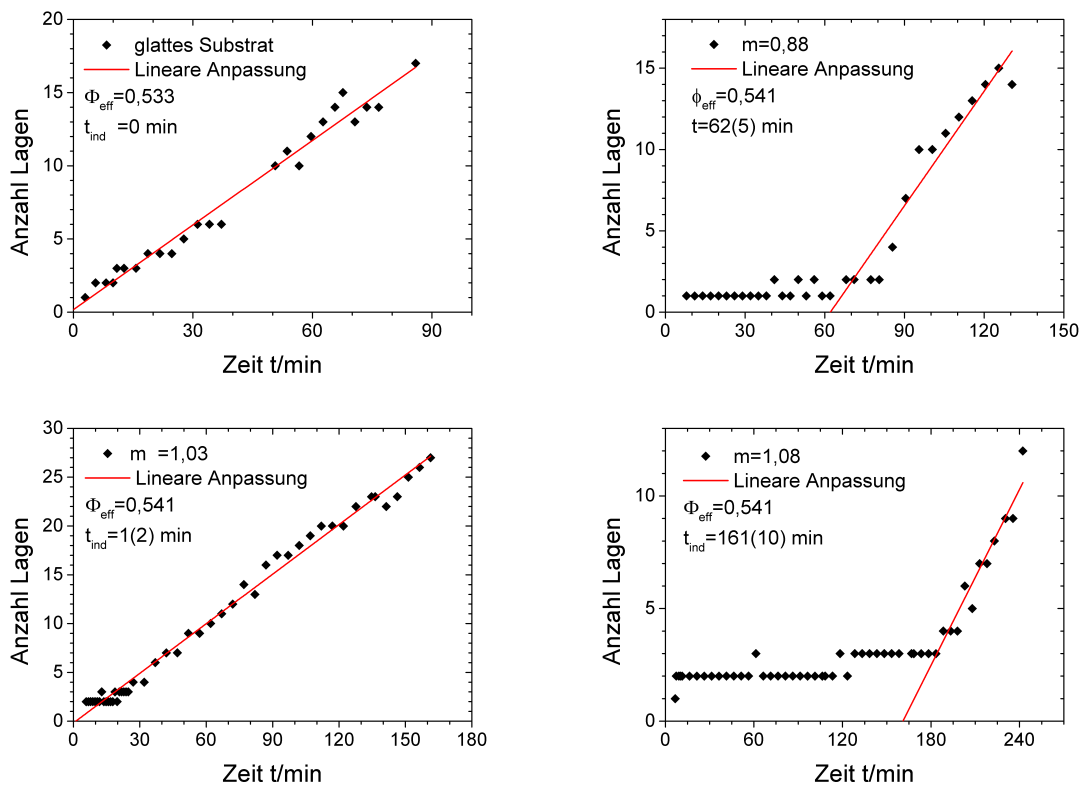 20
15
10
5
0
0
30
60
90
Anzahl Lagen
Zeit t/min
glattes Substrat
Lineare Anpassung
Φeff=0,533
tind =0 min
15
10
5
0
0
30
60
90
120
150
Anzahl Lagen
Zeit t/min
m=0,88
Lineare Anpassung
ϕeff=0,541
t=62(5) min
30
25
20
15
10
5
0
0
30
60
90
120
150
180
Anzahl Lagen
Zeit t/min
m =1,03
Lineare Anpassung
Φeff=0,541
tind=1(2) min
10
5
0
0
60
120
180
240
Anzahl Lagen
Zeit t/min
m=1,08
Lineare Anpassung
Φeff=0,541
tind=161(10) min